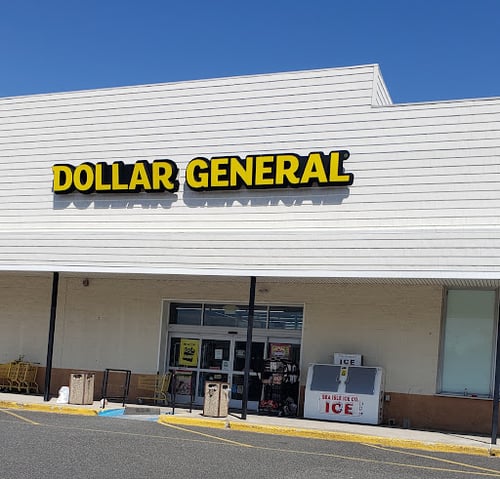 DOLLAR GENERAL
ICE
SEA ISLE ICE CO.
ICE